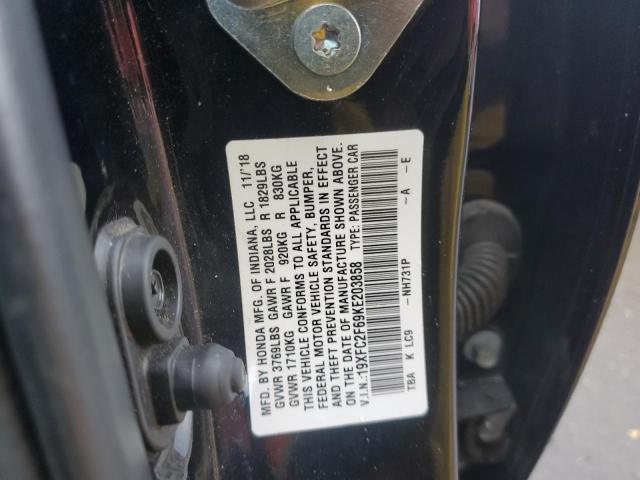 MFD. BY HONDA MFG. OF INDIANA, LLC 11/18
GVWR 3769LBS GAWR F 2028LBS R 1829LBS
GVWR 1710KG GAWR F 920KG R 830KG
THIS VEHICLE CONFORMS TO ALL APPLICABLE
FEDERAL MOTOR VEHICLE SAFETY, BUMPER,
AND THEFT PREVENTION STANDARDS IN EFFECT
ON THE DATE OF MANUFACTURE SHOWN ABOVE.
V.I.N.:19XFC2F69KE203858 TYPE: PASSENGER CAR
TBA K LC9 -NH731P -A -E